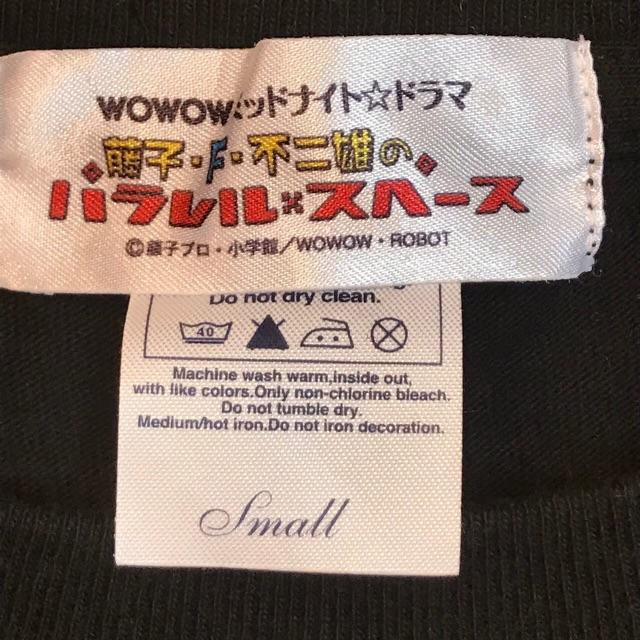 WOWOWミッドナイト☆ドラマ
藤子・F・不二雄の
パラレル・スペース
©藤子プロ・小学館／WOWOW・ROBOT
Do not dry clean.
40
Machine wash warm,inside out,
with like colors.Only non-chlorine bleach.
Do not tumble dry.
Medium/hot iron.Do not iron decoration.
Small